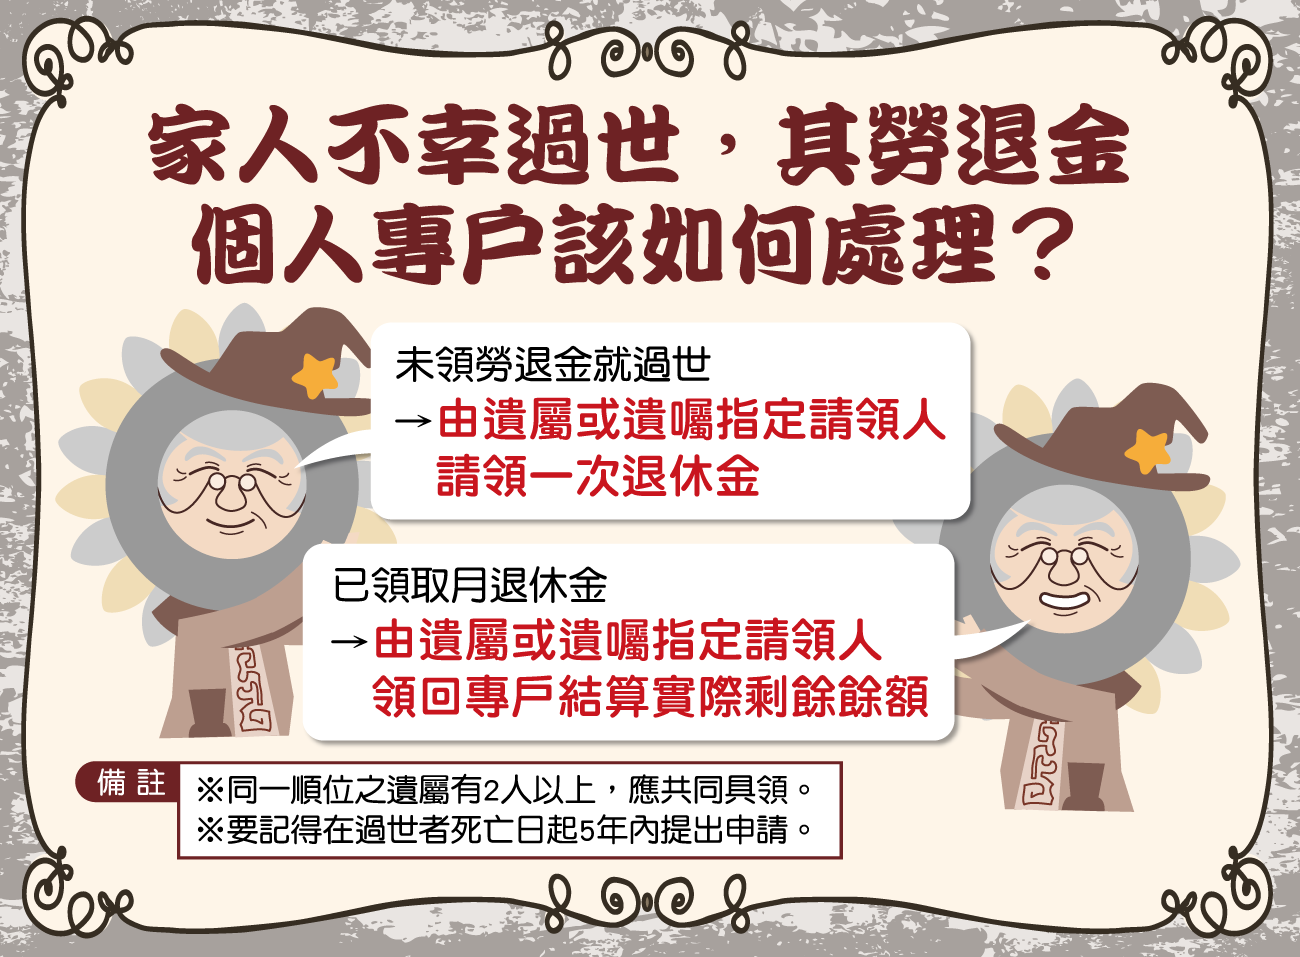 家人不幸過世，其勞退金
個人專戶該如何處理？
未領勞退金就過世
→由遺屬或遺囑指定請領人
請領一次退休金
已領取月退休金
→由遺屬或遺囑指定請領人
領回專戶結算實際剩餘餘額
備註
※同一順位之遺屬有2人以上，應共同具領。
※要記得在過世者死亡日起5年內提出申請。